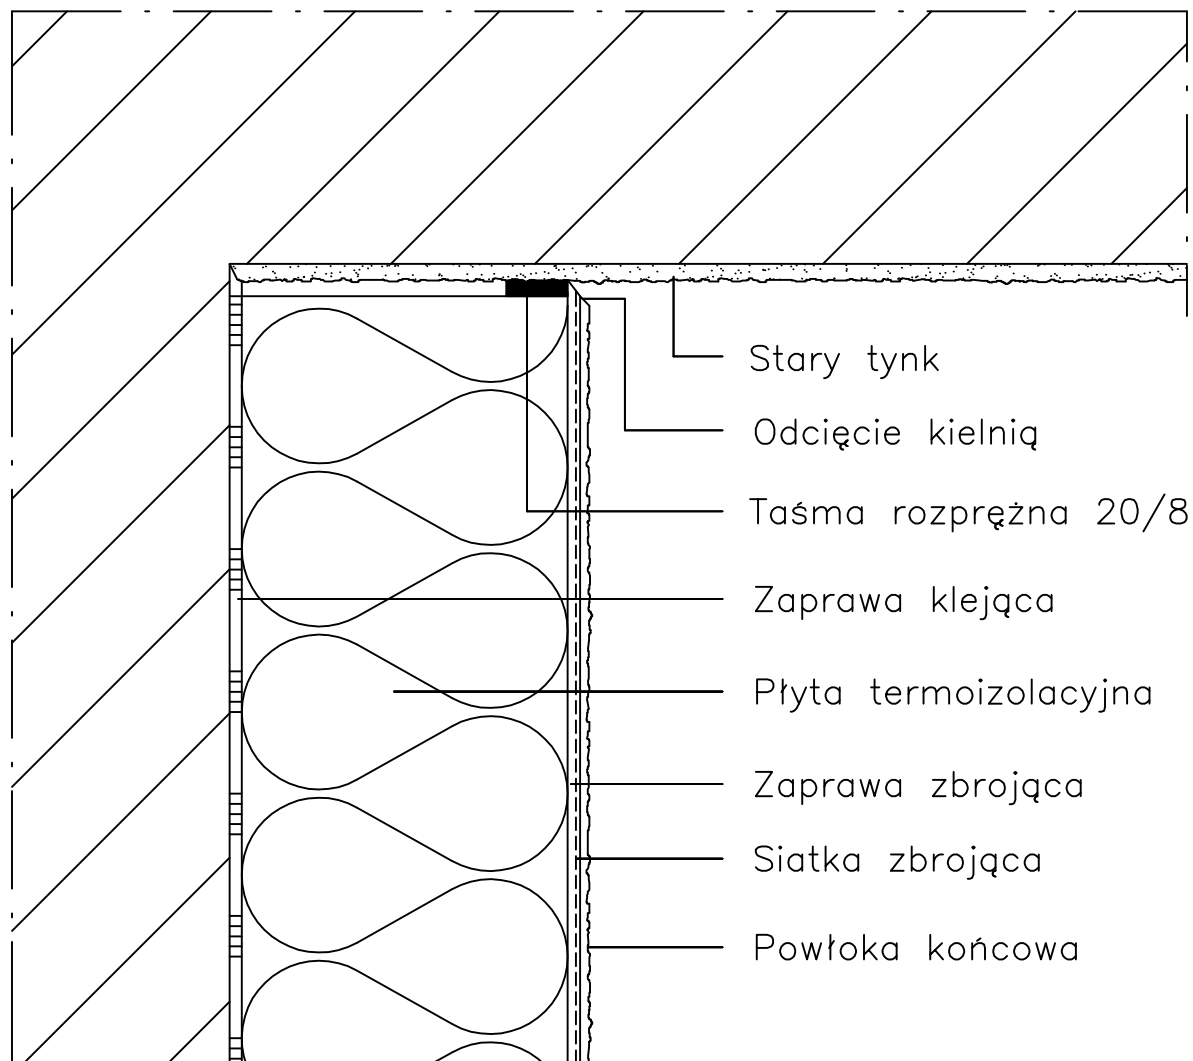 Stary tynk
Odcięcie kielnią
Taśma rozprężna 20/8
Zaprawa klejąca
Płyta termoizolacyjna
Zaprawa zbrojąca
Siatka zbrojąca
Powłoka końcowa